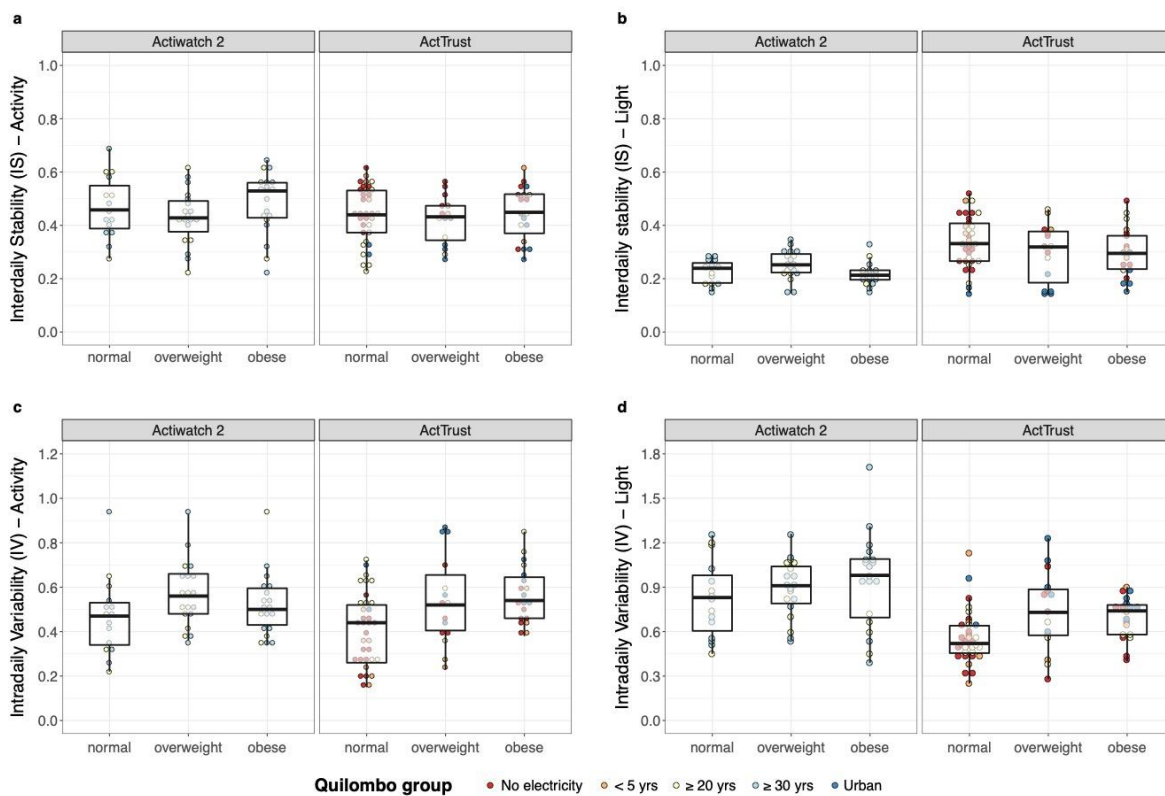 a
Actiwatch 2 ActTrust
Interdaily Stability (IS) – Activity
1.0
0.8
0.6
0.4
0.2
0.0
normal overweight obese normal overweight obese
b
Actiwatch 2 ActTrust
Interdaily stability (IS) – Light
1.0
0.8
0.6
0.4
0.2
0.0
normal overweight obese normal overweight obese
c
Actiwatch 2 ActTrust
Intradaily Variability (IV) – Activity
1.2
1.0
0.8
0.6
0.4
0.2
0.0
normal overweight obese normal overweight obese
d
Actiwatch 2 ActTrust
Intradaily Variability (IV) – Light
1.8
1.5
1.2
0.9
0.6
0.3
0.0
normal overweight obese normal overweight obese
Quilombo group No electricity < 5 yrs ≥ 20 yrs ≥ 30 yrs Urban